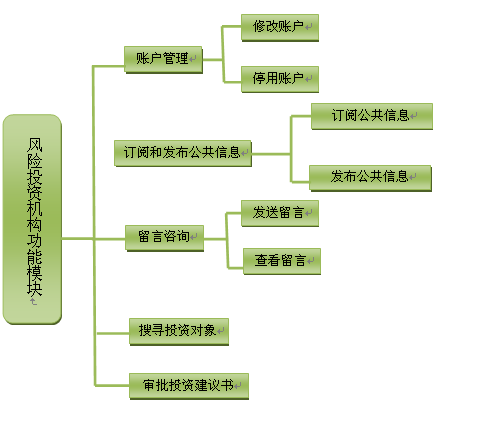 风险投资机构功能模块
账户管理
修改账户
停用账户
订阅和发布公共信息
订阅公共信息
发布公共信息
留言咨询
发送留言
查看留言
搜寻投资对象
审批投资建议书